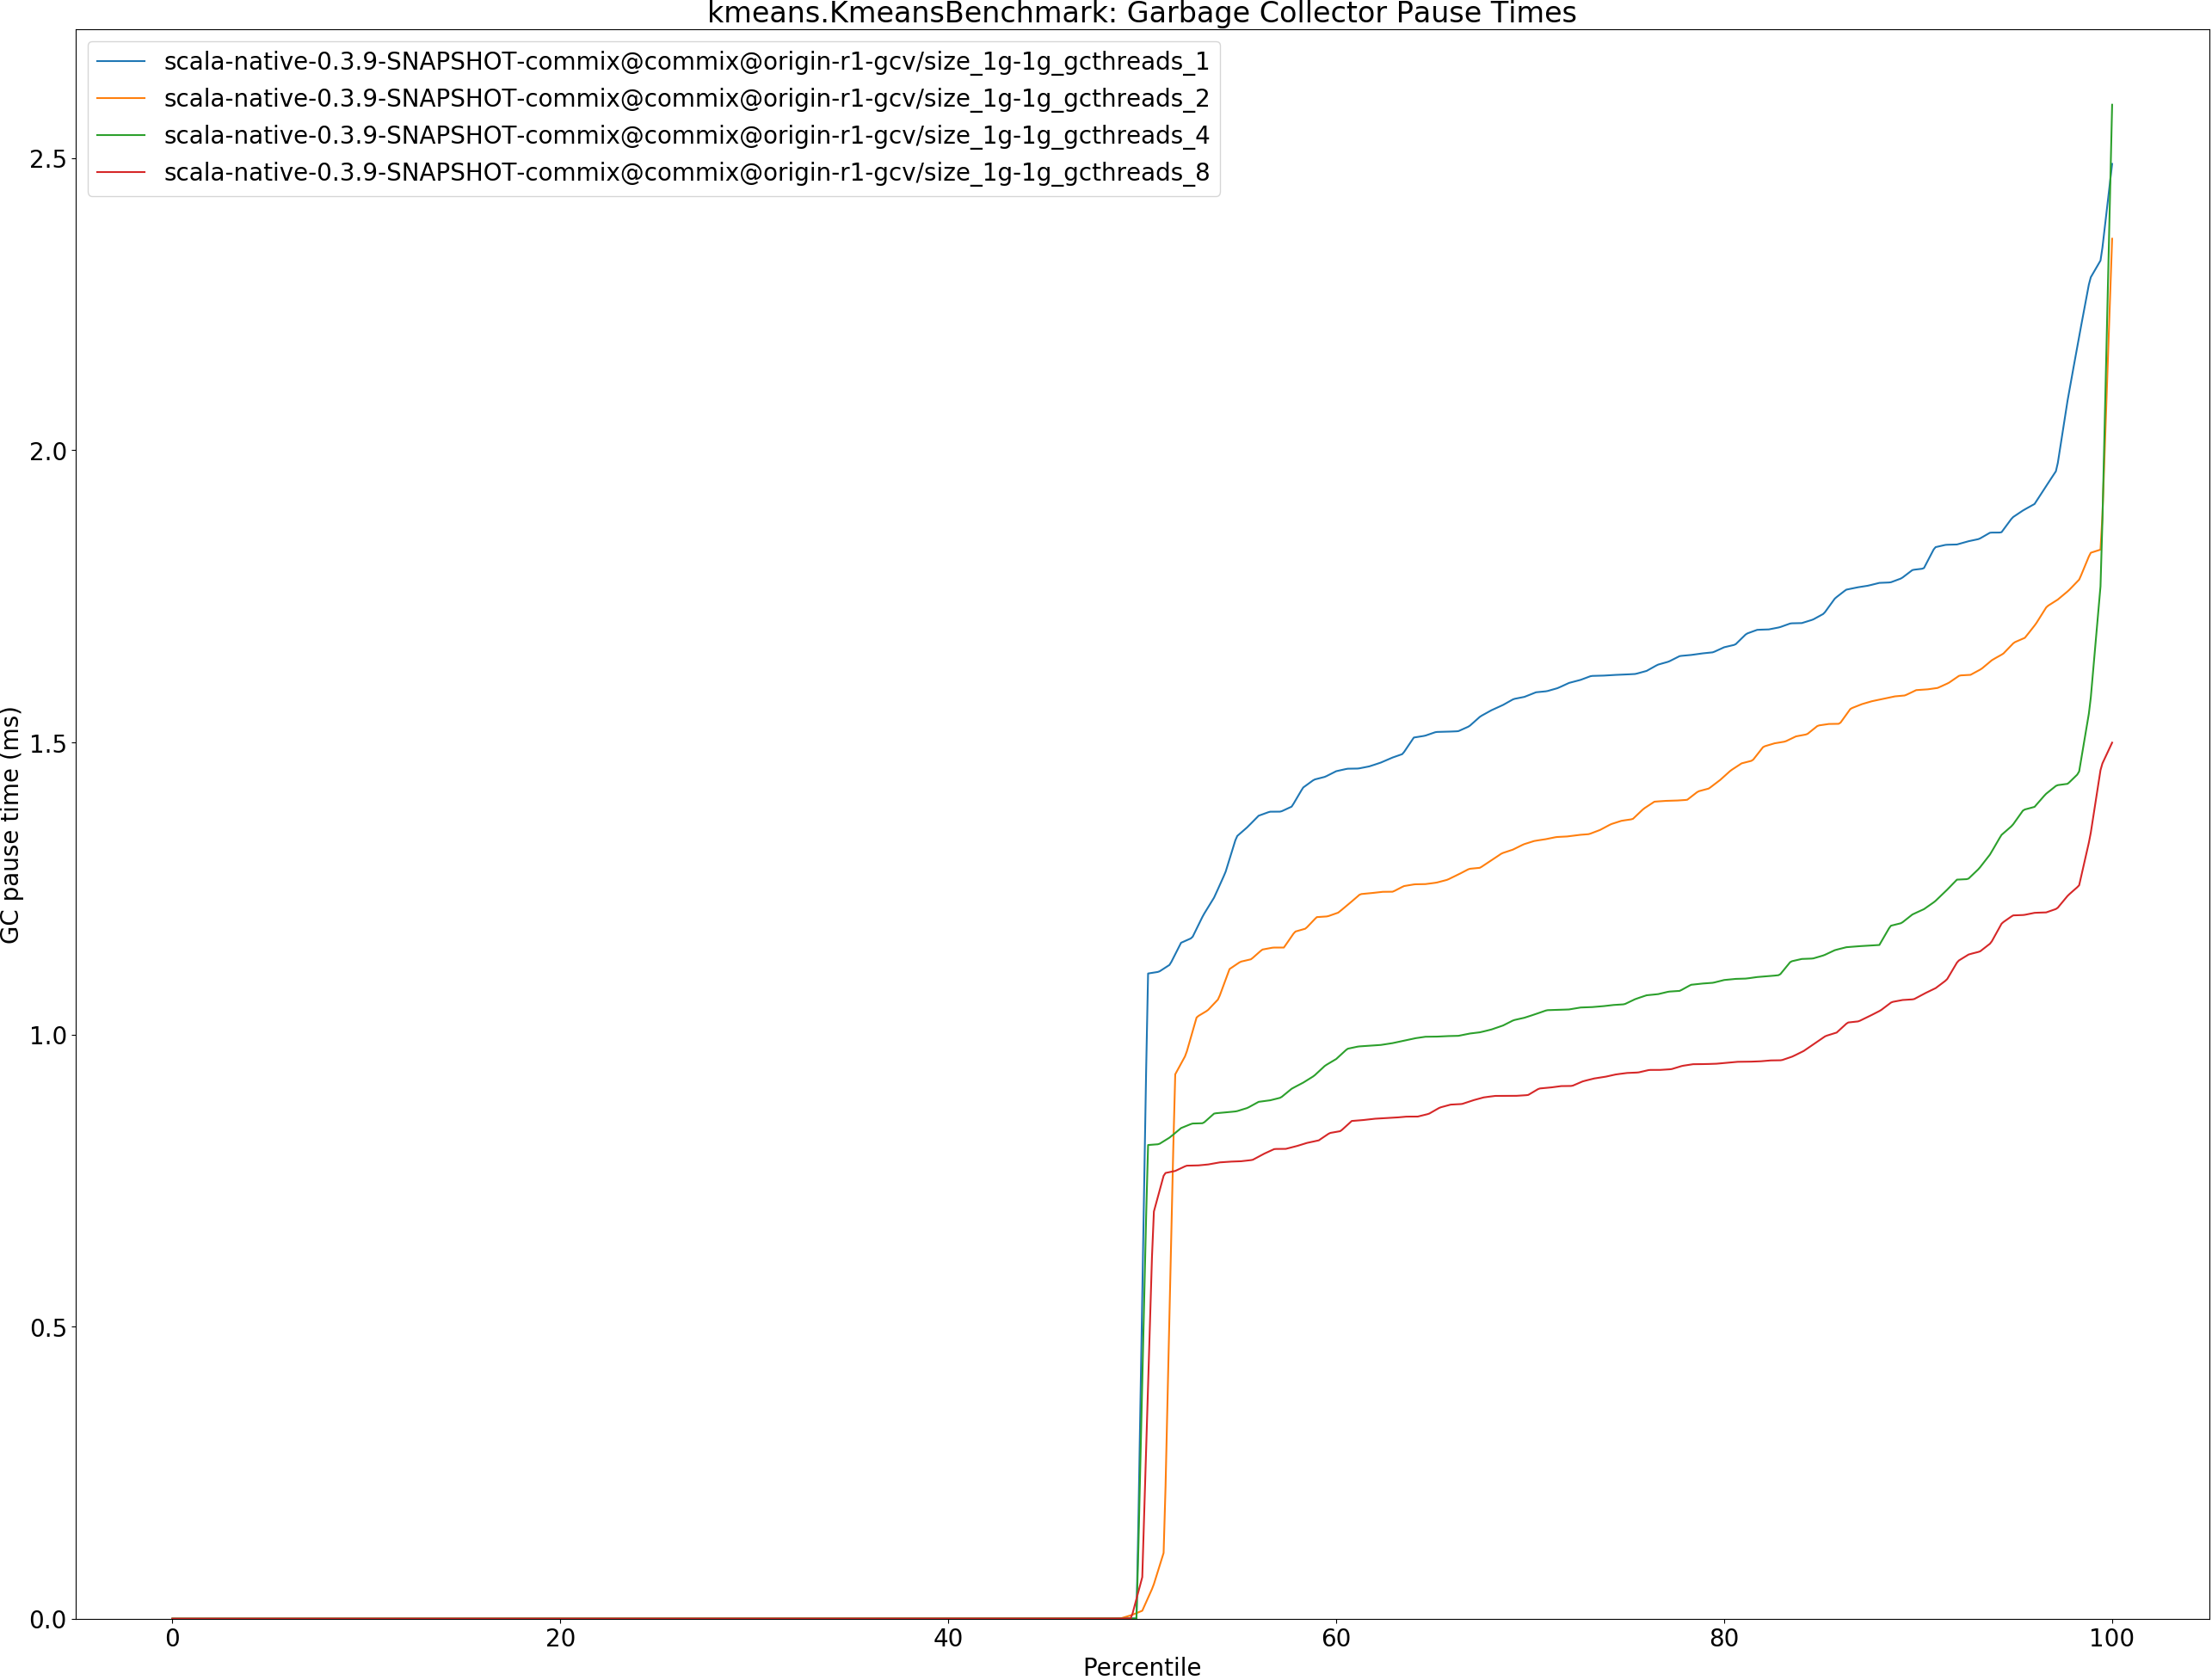 kmeans.KmeansBenchmark: Garbage Collector Pause Times
scala-native-0.3.9-SNAPSHOT-commix@commix@origin-r1-gcv/size_1g-1g_gcthreads_1
scala-native-0.3.9-SNAPSHOT-commix@commix@origin-r1-gcv/size_1g-1g_gcthreads_2
scala-native-0.3.9-SNAPSHOT-commix@commix@origin-r1-gcv/size_1g-1g_gcthreads_4
scala-native-0.3.9-SNAPSHOT-commix@commix@origin-r1-gcv/size_1g-1g_gcthreads_8
GC pause time (ms)
2.5
2.0
1.5
1.0
0.5
0.0
0 20 40 60 80 100
Percentile